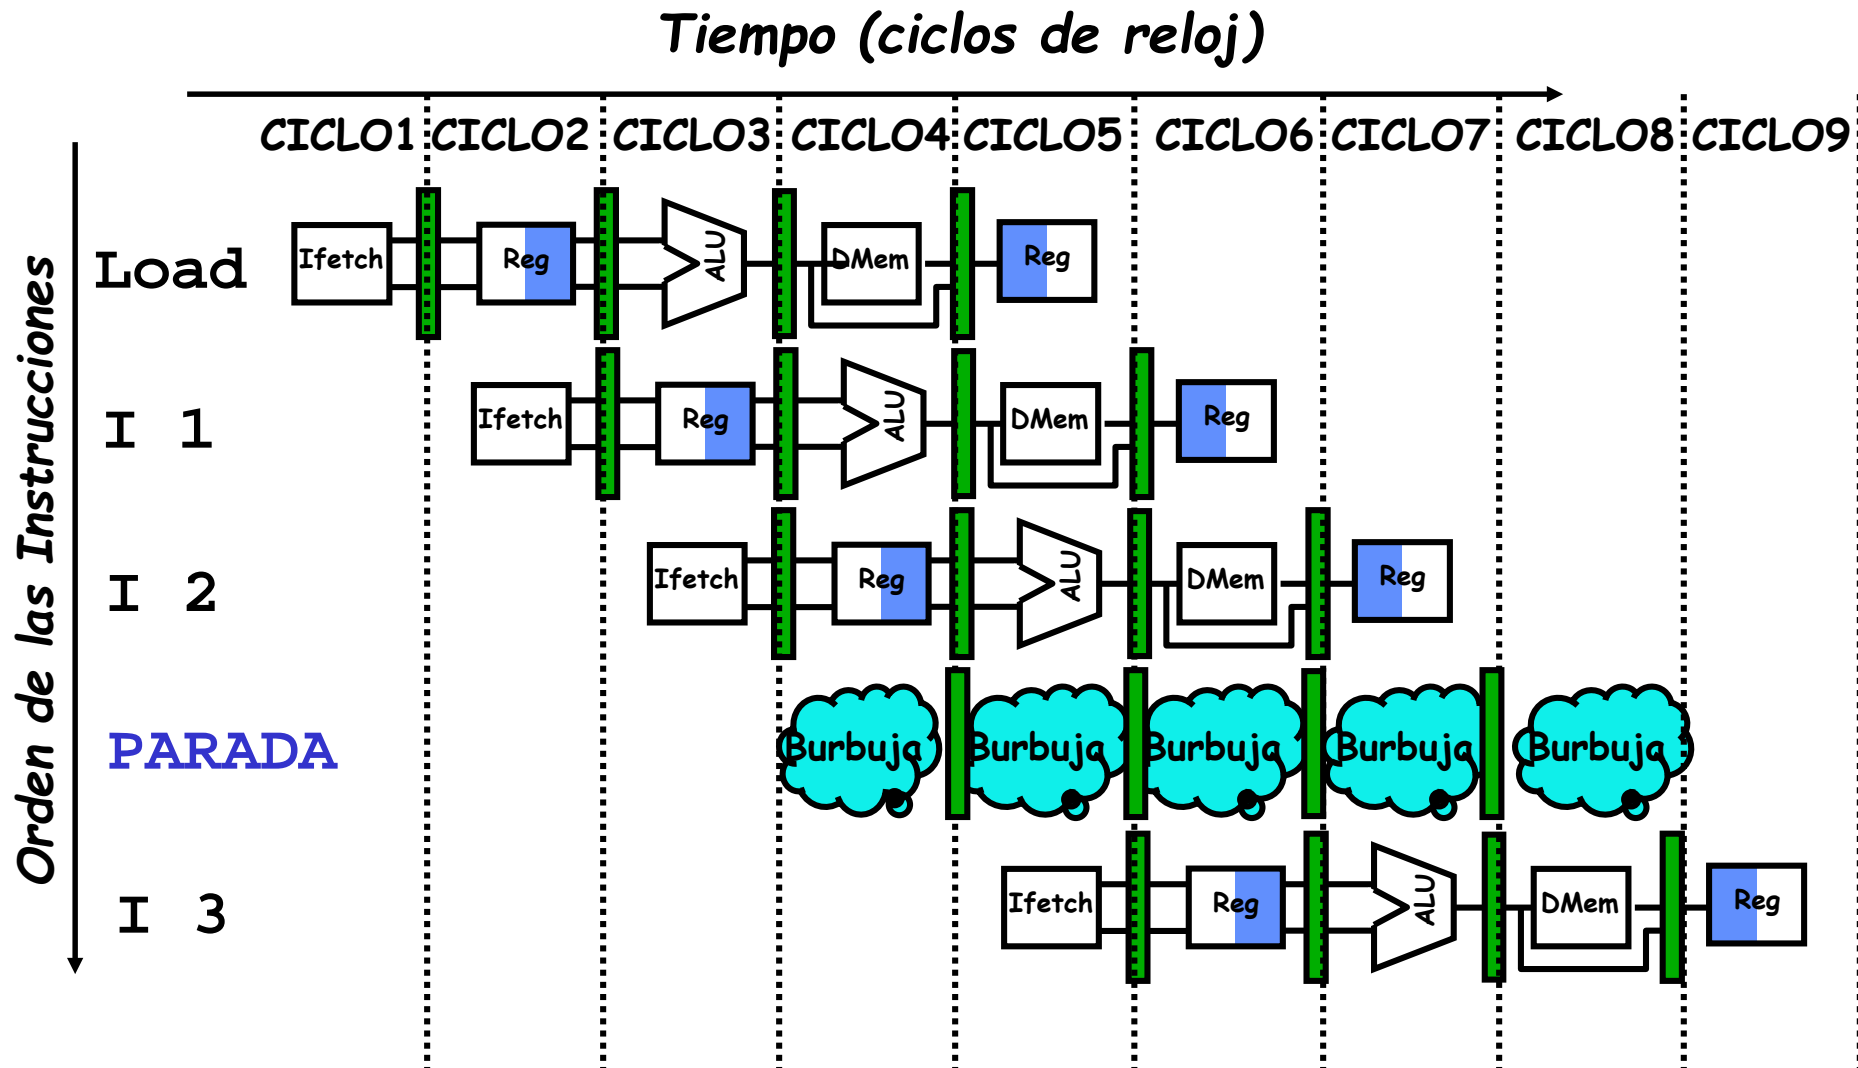 Tiempo (ciclos de reloj)
CICLO1 CICLO2 CICLO3 CICLO4 CICLO5 CICLO6 CICLO7 CICLO8 CICLO9
Orden de las Instrucciones
Load Ifetch Reg ALU DMem Reg
I 1 Ifetch Reg ALU DMem Reg
I 2 Ifetch Reg ALU DMem Reg
PARADA Burbuja Burbuja Burbuja Burbuja Burbuja
I 3 Ifetch Reg ALU DMem Reg